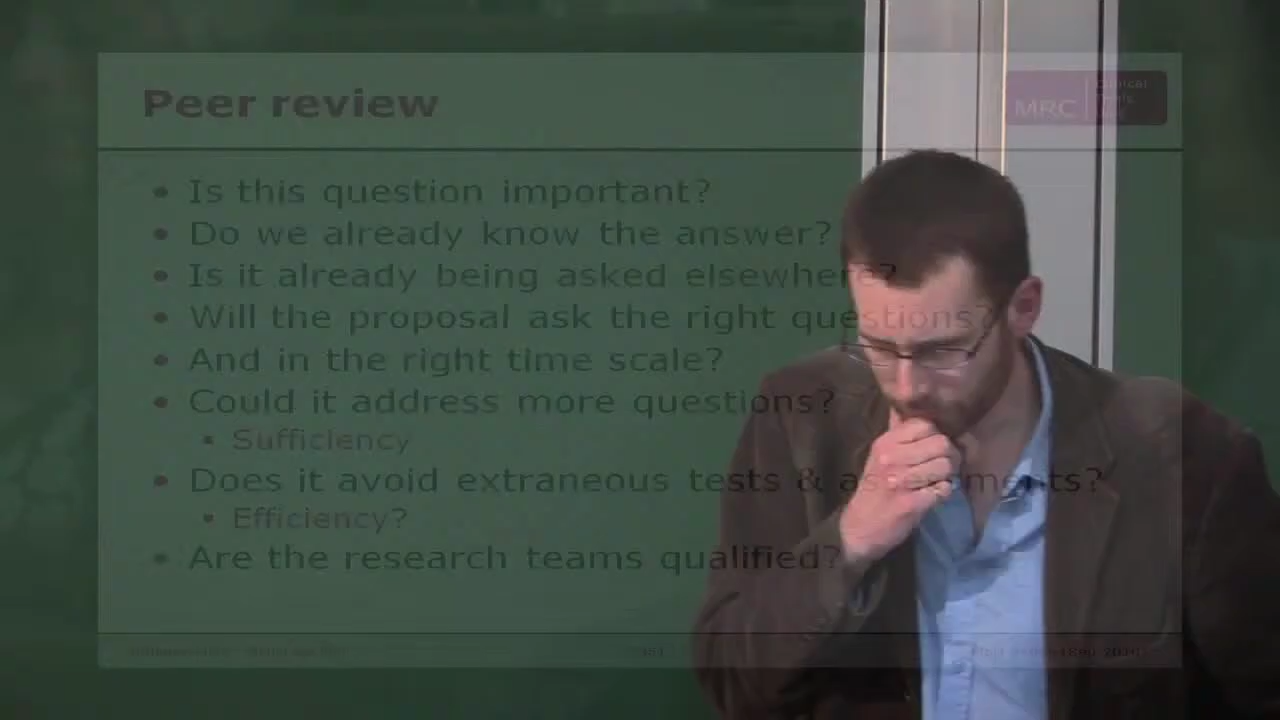 Peer review
MRC
• Is this question important?
• Do we already know the answer?
• Is it already being asked elsewhere?
• Will the proposal ask the right questions?
• And in the right time scale?
• Could it address more questions?
▪ Sufficiency
• Does it avoid extraneous tests & assessments?
▪ Efficiency?
• Are the research teams qualified?